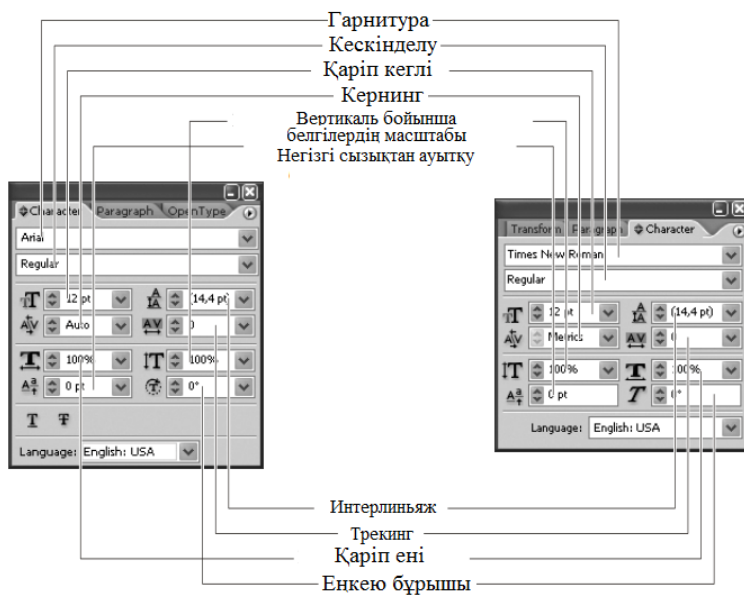 Гарнитура
Кескінделу
Қаріп кеглі
Кернинг
Вертикаль бойынша
белгілердің масштабы
Негізгі сызықтан ауытқу
Character Paragraph OpenType
Arial
Regular
12 pt (14,4 pt)
Auto 0
100% 100%
0 pt 0°
T T
Language: English: USA
Transform Paragraph Character
Times New Roman
Regular
12 pt (14,4 pt)
Metrics 0
100% 100%
0 pt 0°
Language: English: USA
Интерлиньяж
Трекинг
Қаріп ені
Еңкею бұрышы